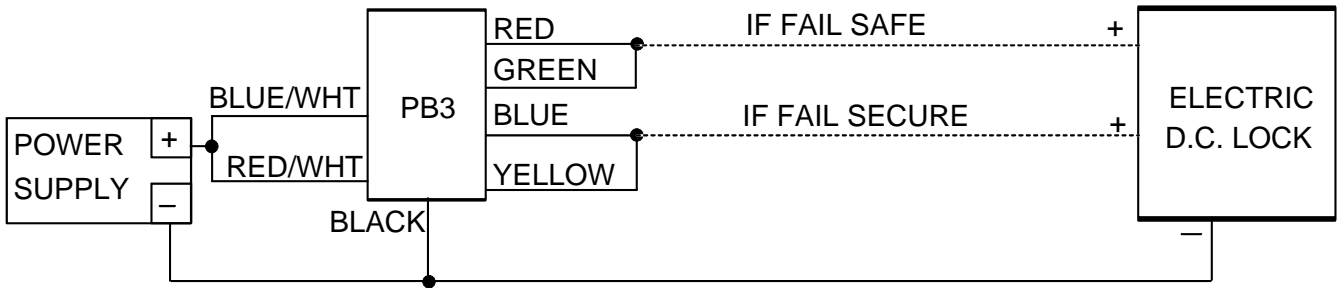 RED
IF FAIL SAFE
+
GREEN
BLUE/WHT
PB3
BLUE
IF FAIL SECURE
+
ELECTRIC
D.C. LOCK
POWER
SUPPLY
+
–
RED/WHT
YELLOW
BLACK
–